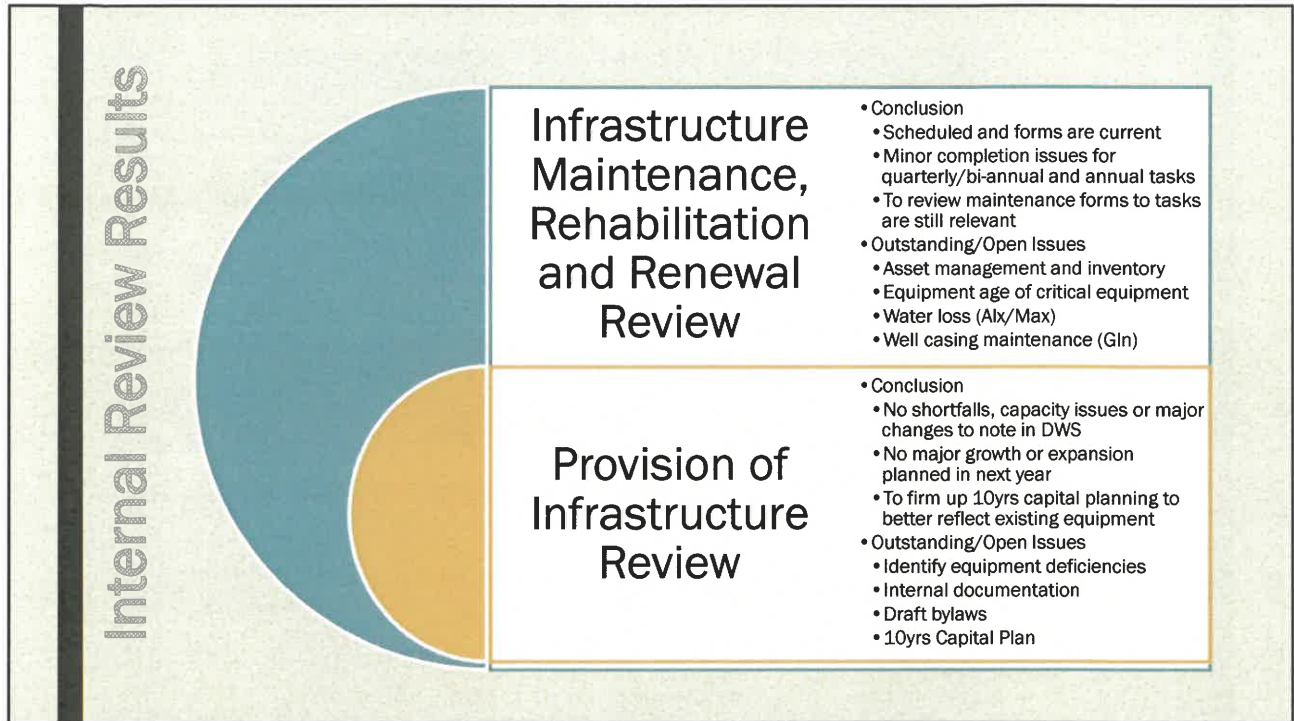 Internal Review Results
Infrastructure
Maintenance,
Rehabilitation
and Renewal
Review
• Conclusion
• Scheduled and forms are current
• Minor completion issues for
quarterly/bi-annual and annual tasks
• To review maintenance forms to tasks
are still relevant
• Outstanding/Open Issues
• Asset management and inventory
• Equipment age of critical equipment
• Water loss (Alx/Max)
• Well casing maintenance (Gln)
Provision of
Infrastructure
Review
• Conclusion
• No shortfalls, capacity issues or major
changes to note in DWS
• No major growth or expansion
planned in next year
• To firm up 10yrs capital planning to
better reflect existing equipment
• Outstanding/Open Issues
• Identify equipment deficiencies
• Internal documentation
• Draft bylaws
• 10yrs Capital Plan